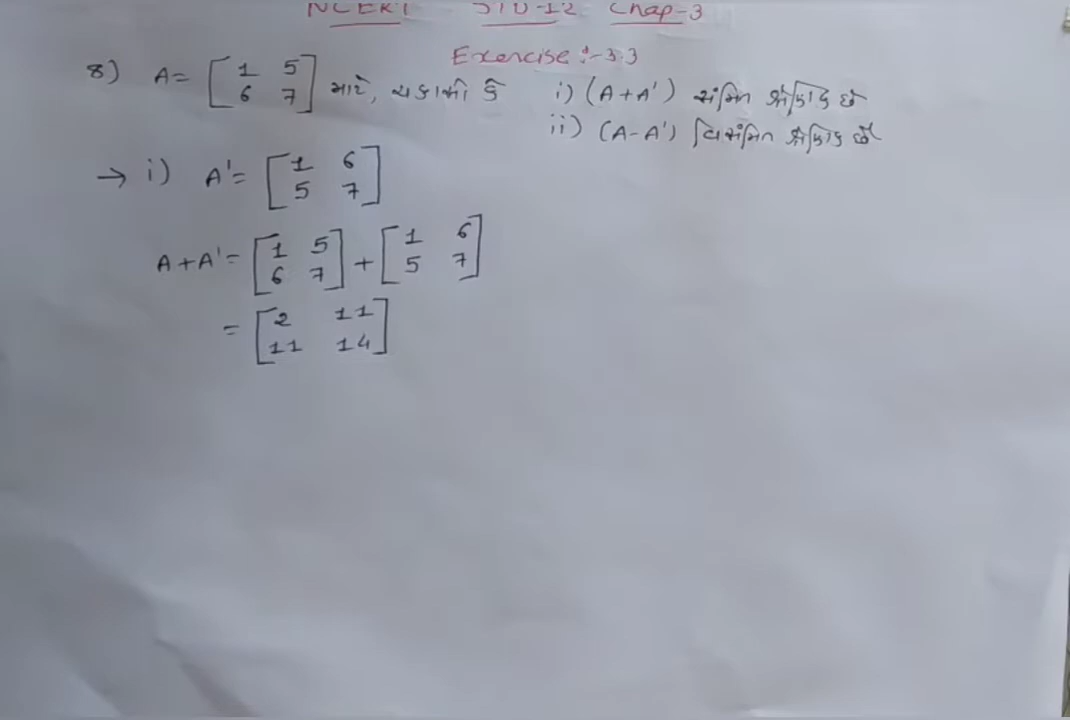 NCERT STD-12 Chap-3
Exercise :- 3.3
8) A = [1 5
6 7] માટે, ચકાસો કે i) (A+A') સંમિત શ્રેણિક છે
ii) (A-A') વિસંમિત શ્રેણિક છે
→ i) A' = [1 6
5 7]
A+A' = [1 5
6 7] + [1 6
5 7]
= [2 11
11 14]